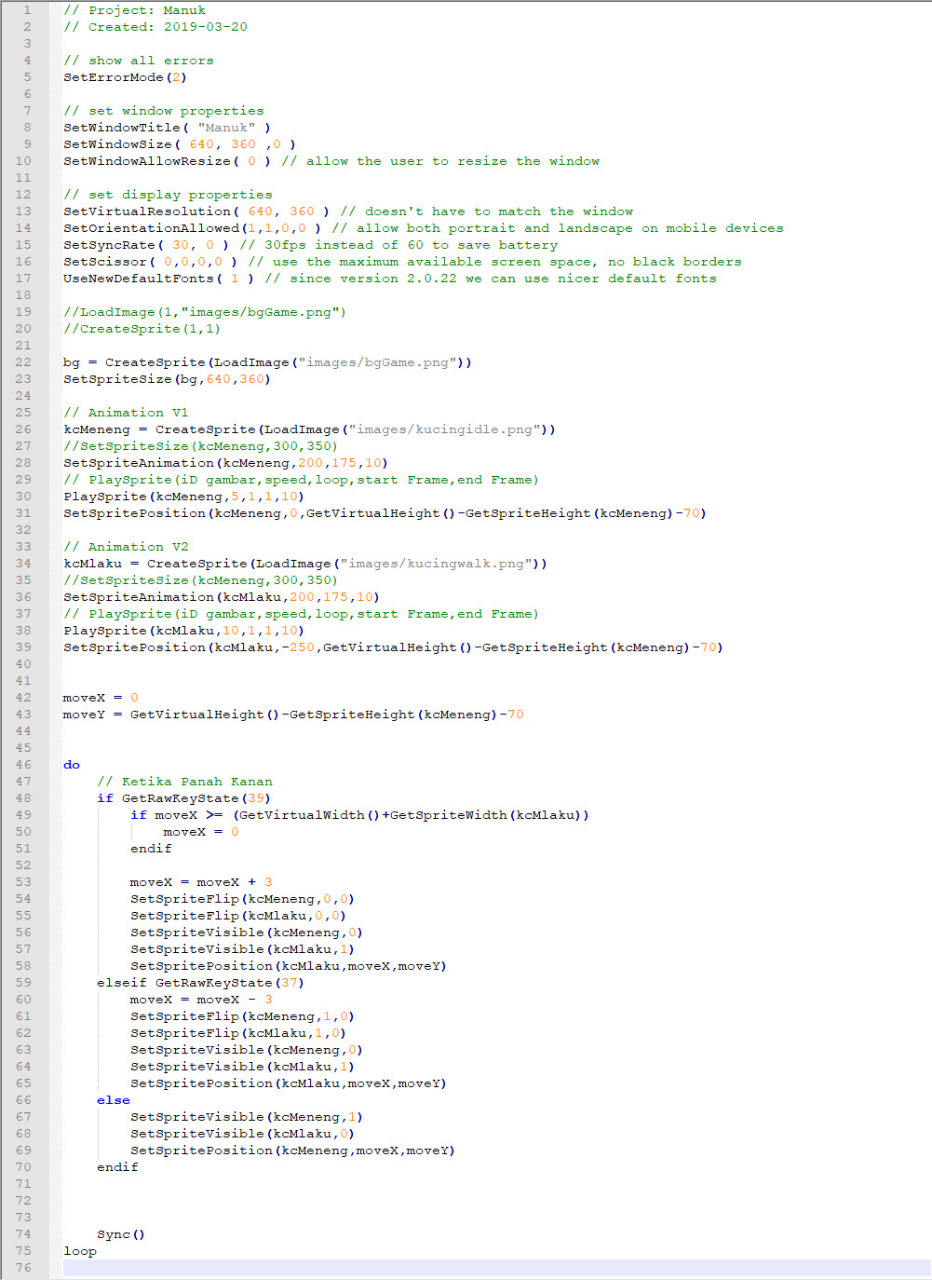 1 // Project: Manuk
2 // Created: 2019-03-20
3
4 // show all errors
5 SetErrorMode(2)
6
7 // set window properties
8 SetWindowTitle( "Manuk" )
9 SetWindowSize( 640, 360 ,0 )
10 SetWindowAllowResize( 0 ) // allow the user to resize the window
11
12 // set display properties
13 SetVirtualResolution( 640, 360 ) // doesn't have to match the window
14 SetOrientationAllowed(1,1,0,0 ) // allow both portrait and landscape on mobile devices
15 SetSyncRate( 30, 0 ) // 30fps instead of 60 to save battery
16 SetScissor( 0,0,0,0 ) // use the maximum available screen space, no black borders
17 UseNewDefaultFonts( 1 ) // since version 2.0.22 we can use nicer default fonts
18
19 //LoadImage(1,"images/bgGame.png")
20 //CreateSprite(1,1)
21
22 bg = CreateSprite(LoadImage("images/bgGame.png"))
23 SetSpriteSize(bg,640,360)
24
25 // Animation V1
26 kcMeneng = CreateSprite(LoadImage("images/kucingidle.png"))
27 //SetSpriteSize(kcMeneng,300,350)
28 SetSpriteAnimation(kcMeneng,200,175,10)
29 // PlaySprite(iD gambar,speed,loop,start Frame,end Frame)
30 PlaySprite(kcMeneng,5,1,1,10)
31 SetSpritePosition(kcMeneng,0,GetVirtualHeight()-GetSpriteHeight(kcMeneng)-70)
32
33 // Animation V2
34 kcMlaku = CreateSprite(LoadImage("images/kucingwalk.png"))
35 //SetSpriteSize(kcMeneng,300,350)
36 SetSpriteAnimation(kcMlaku,200,175,10)
37 // PlaySprite(iD gambar,speed,loop,start Frame,end Frame)
38 PlaySprite(kcMlaku,10,1,1,10)
39 SetSpritePosition(kcMlaku,-250,GetVirtualHeight()-GetSpriteHeight(kcMeneng)-70)
40
41
42 moveX = 0
43 moveY = GetVirtualHeight()-GetSpriteHeight(kcMeneng)-70
44
45
46 do
47     // Ketika Panah Kanan
48     if GetRawKeyState(39)
49         if moveX >= (GetVirtualWidth()+GetSpriteWidth(kcMlaku))
50             moveX = 0
51         endif
52
53         moveX = moveX + 3
54         SetSpriteFlip(kcMeneng,0,0)
55         SetSpriteFlip(kcMlaku,0,0)
56         SetSpriteVisible(kcMeneng,0)
57         SetSpriteVisible(kcMlaku,1)
58         SetSpritePosition(kcMlaku,moveX,moveY)
59     elseif GetRawKeyState(37)
60         moveX = moveX - 3
61         SetSpriteFlip(kcMeneng,1,0)
62         SetSpriteFlip(kcMlaku,1,0)
63         SetSpriteVisible(kcMeneng,0)
64         SetSpriteVisible(kcMlaku,1)
65         SetSpritePosition(kcMlaku,moveX,moveY)
66     else
67         SetSpriteVisible(kcMeneng,1)
68         SetSpriteVisible(kcMlaku,0)
69         SetSpritePosition(kcMeneng,moveX,moveY)
70     endif
71
72
73
74     Sync()
75 loop
76